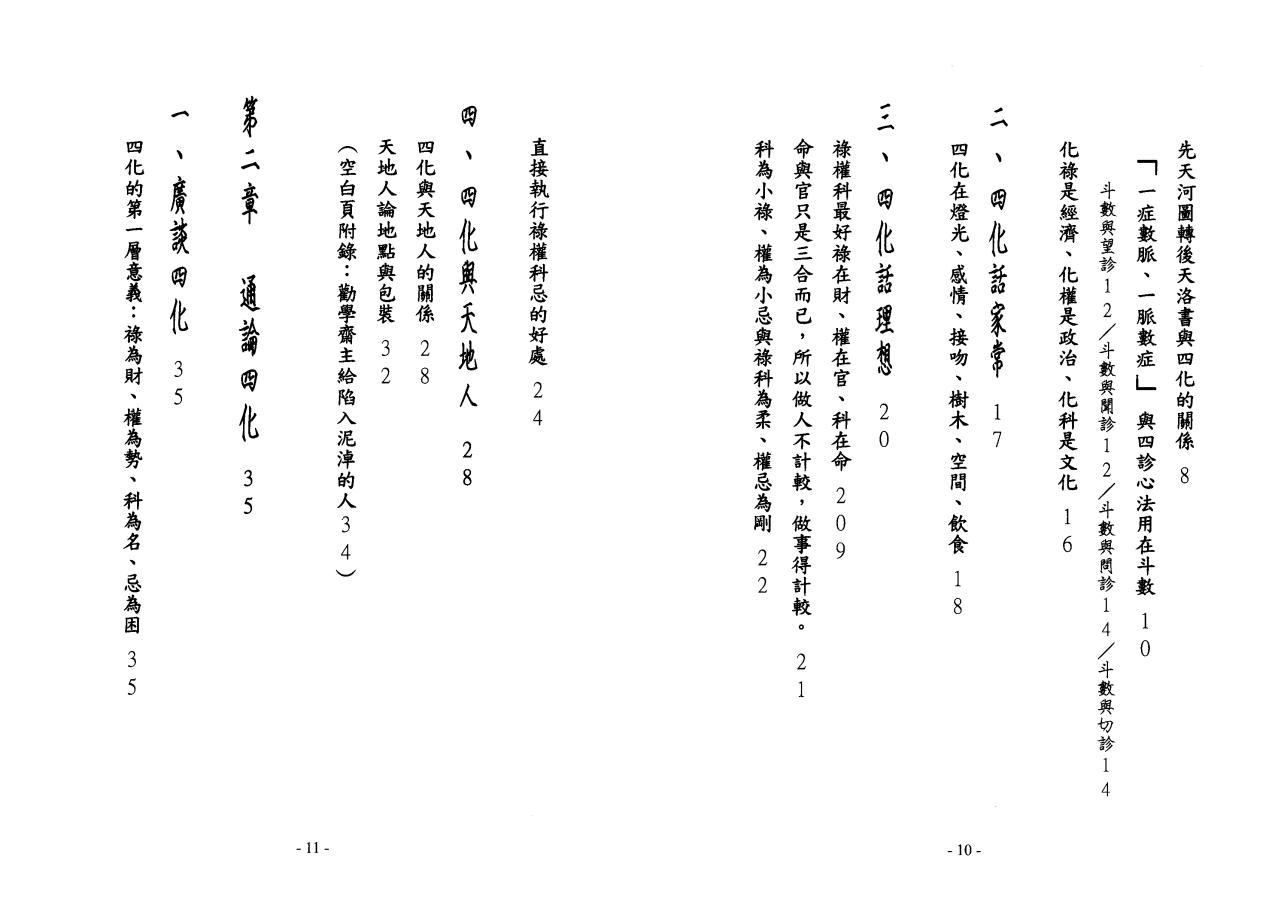 先天河圖轉後天洛書與四化的關係 8
「一症數脈、一脈數症」與四診心法用在斗數 10
斗數與望診12/斗數與聞診12/斗數與問診14/斗數與切診14
化祿是經濟、化權是政治、化科是文化 16
二、四化話家常 17
四化在燈光、感情、接吻、樹木、空間、飲食 18
三、四化話理想 20
祿權科最好祿在財、權在官、科在命 209
命與官只是三合而已，所以做人不計較，做事得計較。 21
科為小祿、權為小忌與祿科為柔、權忌為剛 22
- 10 -
直接執行祿權科忌的好處 24
四、四化與天地人 28
四化與天地人的關係 28
天地人論地點與包裝 32
（空白頁附錄：勸學齋主給陷入泥淖的人34）
第二章 通論四化 35
一、廣談四化 35
四化的第一層意義：祿為財、權為勢、科為名、忌為困 35
- 11 -